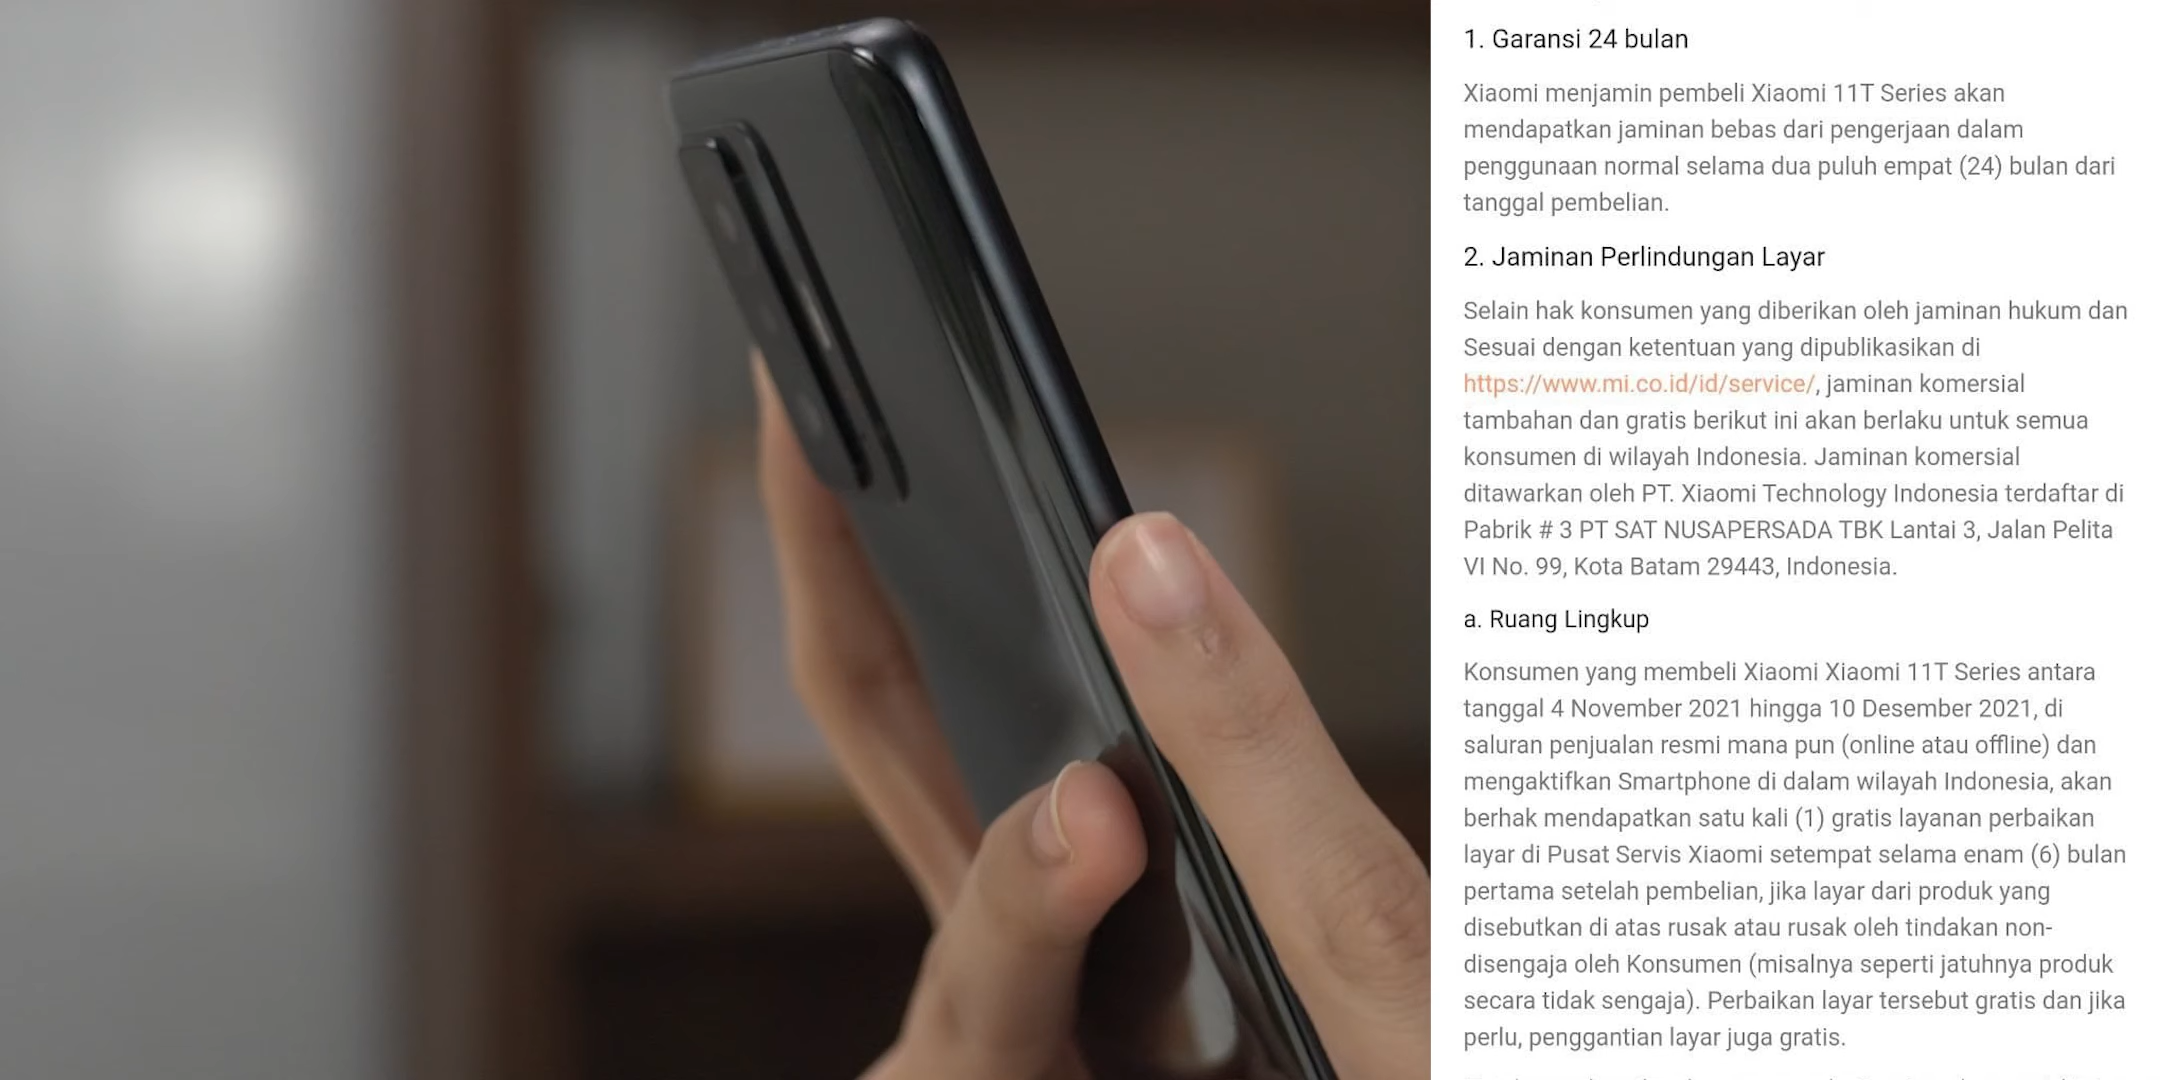 1. Garansi 24 bulan
Xiaomi menjamin pembeli Xiaomi 11T Series akan
mendapatkan jaminan bebas dari pengerjaan dalam
penggunaan normal selama dua puluh empat (24) bulan dari
tanggal pembelian.
2. Jaminan Perlindungan Layar
Selain hak konsumen yang diberikan oleh jaminan hukum dan
Sesuai dengan ketentuan yang dipublikasikan di
https://www.mi.co.id/id/service/, jaminan komersial
tambahan dan gratis berikut ini akan berlaku untuk semua
konsumen di wilayah Indonesia. Jaminan komersial
ditawarkan oleh PT. Xiaomi Technology Indonesia terdaftar di
Pabrik # 3 PT SAT NUSAPERSADA TBK Lantai 3, Jalan Pelita
VI No. 99, Kota Batam 29443, Indonesia.
a. Ruang Lingkup
Konsumen yang membeli Xiaomi Xiaomi 11T Series antara
tanggal 4 November 2021 hingga 10 Desember 2021, di
saluran penjualan resmi mana pun (online atau offline) dan
mengaktifkan Smartphone di dalam wilayah Indonesia, akan
berhak mendapatkan satu kali (1) gratis layanan perbaikan
layar di Pusat Servis Xiaomi setempat selama enam (6) bulan
pertama setelah pembelian, jika layar dari produk yang
disebutkan di atas rusak atau rusak oleh tindakan non-
disengaja oleh Konsumen (misalnya seperti jatuhnya produk
secara tidak sengaja). Perbaikan layar tersebut gratis dan jika
perlu, penggantian layar juga gratis.